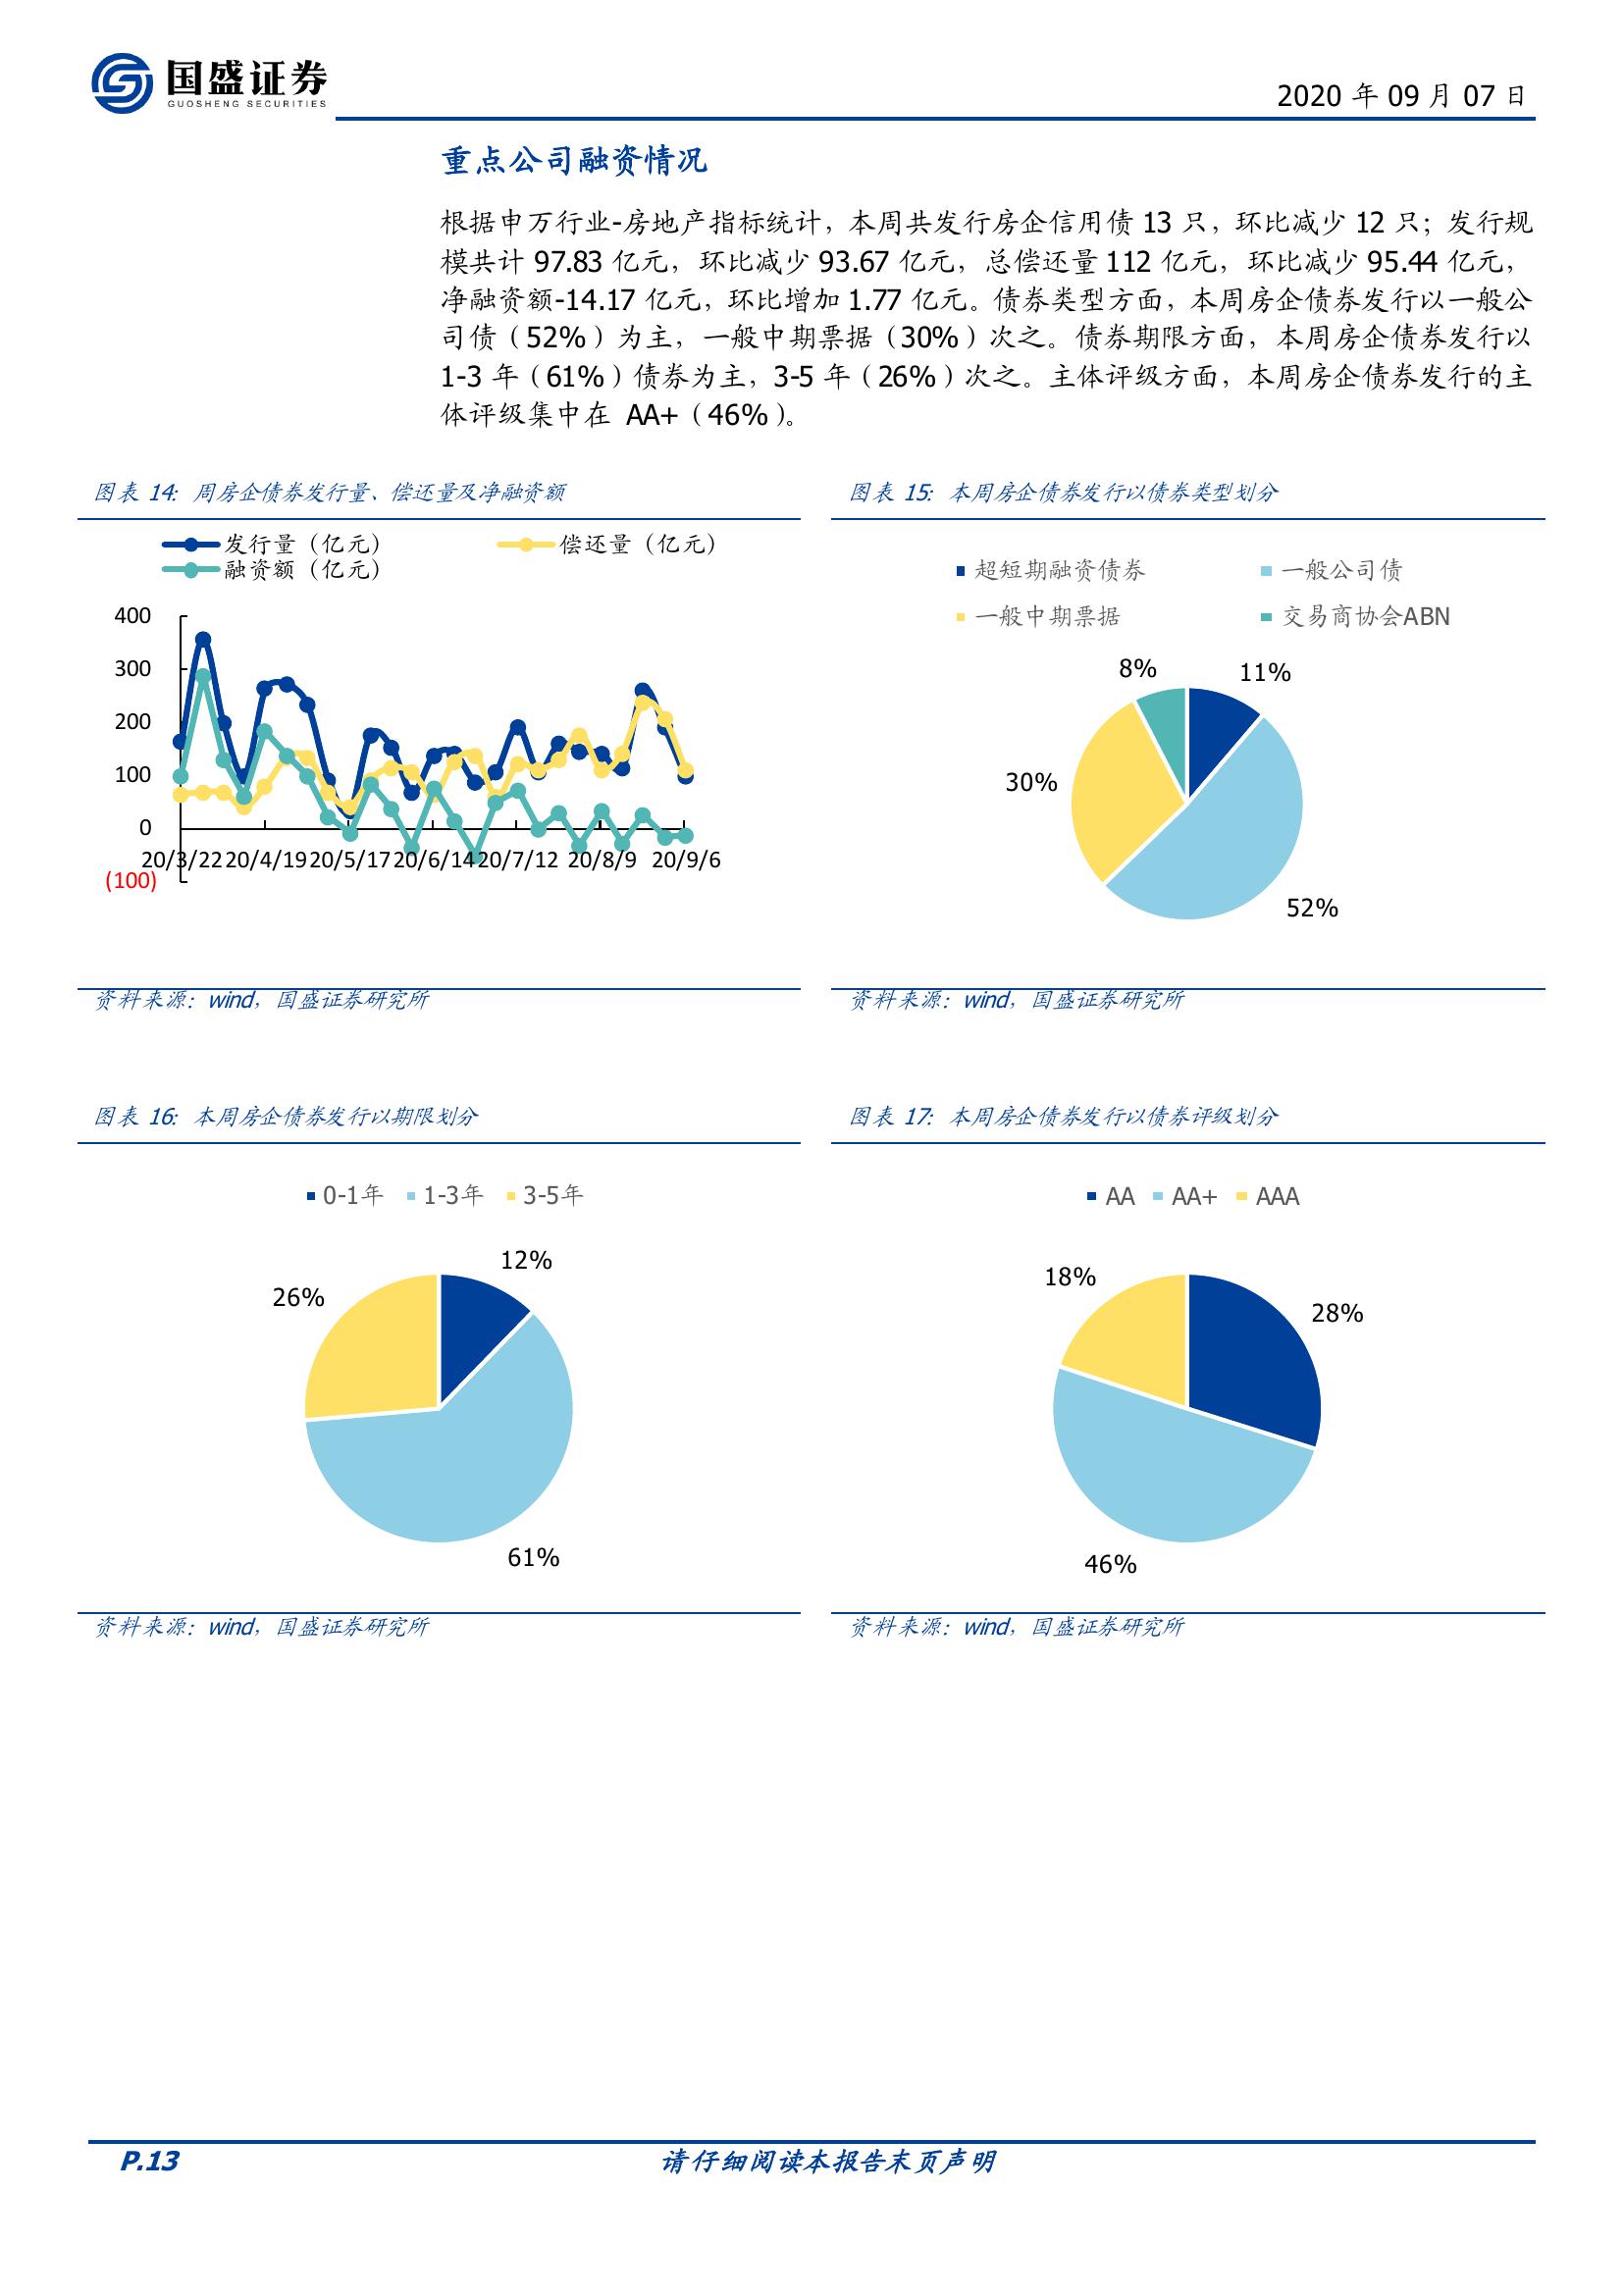 国盛证券
GUOSHENG SECURITIES
2020 年 09 月 07 日
重点公司融资情况
根据申万行业-房地产指标统计，本周共发行房企信用债 13 只，环比减少 12 只；发行规
模共计 97.83 亿元，环比减少 93.67 亿元，总偿还量 112 亿元，环比减少 95.44 亿元，
净融资额-14.17 亿元，环比增加 1.77 亿元。债券类型方面，本周房企债券发行以一般公
司债（52%）为主，一般中期票据（30%）次之。债券期限方面，本周房企债券发行以
1-3 年（61%）债券为主，3-5 年（26%）次之。主体评级方面，本周房企债券发行的主
体评级集中在 AA+（46%）。
图表 14: 周房企债券发行量、偿还量及净融资额
发行量（亿元）
偿还量（亿元）
融资额（亿元）
400
300
200
100
0
(100)
20/3/22 20/4/19 20/5/17 20/6/14 20/7/12 20/8/9 20/9/6
资料来源：wind，国盛证券研究所
图表 15: 本周房企债券发行以债券类型划分
超短期融资债券
一般公司债
一般中期票据
交易商协会ABN
8%
11%
30%
52%
资料来源：wind，国盛证券研究所
图表 16: 本周房企债券发行以期限划分
0-1年 1-3年 3-5年
12%
26%
61%
资料来源：wind，国盛证券研究所
图表 17: 本周房企债券发行以债券评级划分
AA AA+ AAA
18%
28%
46%
资料来源：wind，国盛证券研究所
P.13
请仔细阅读本报告末页声明